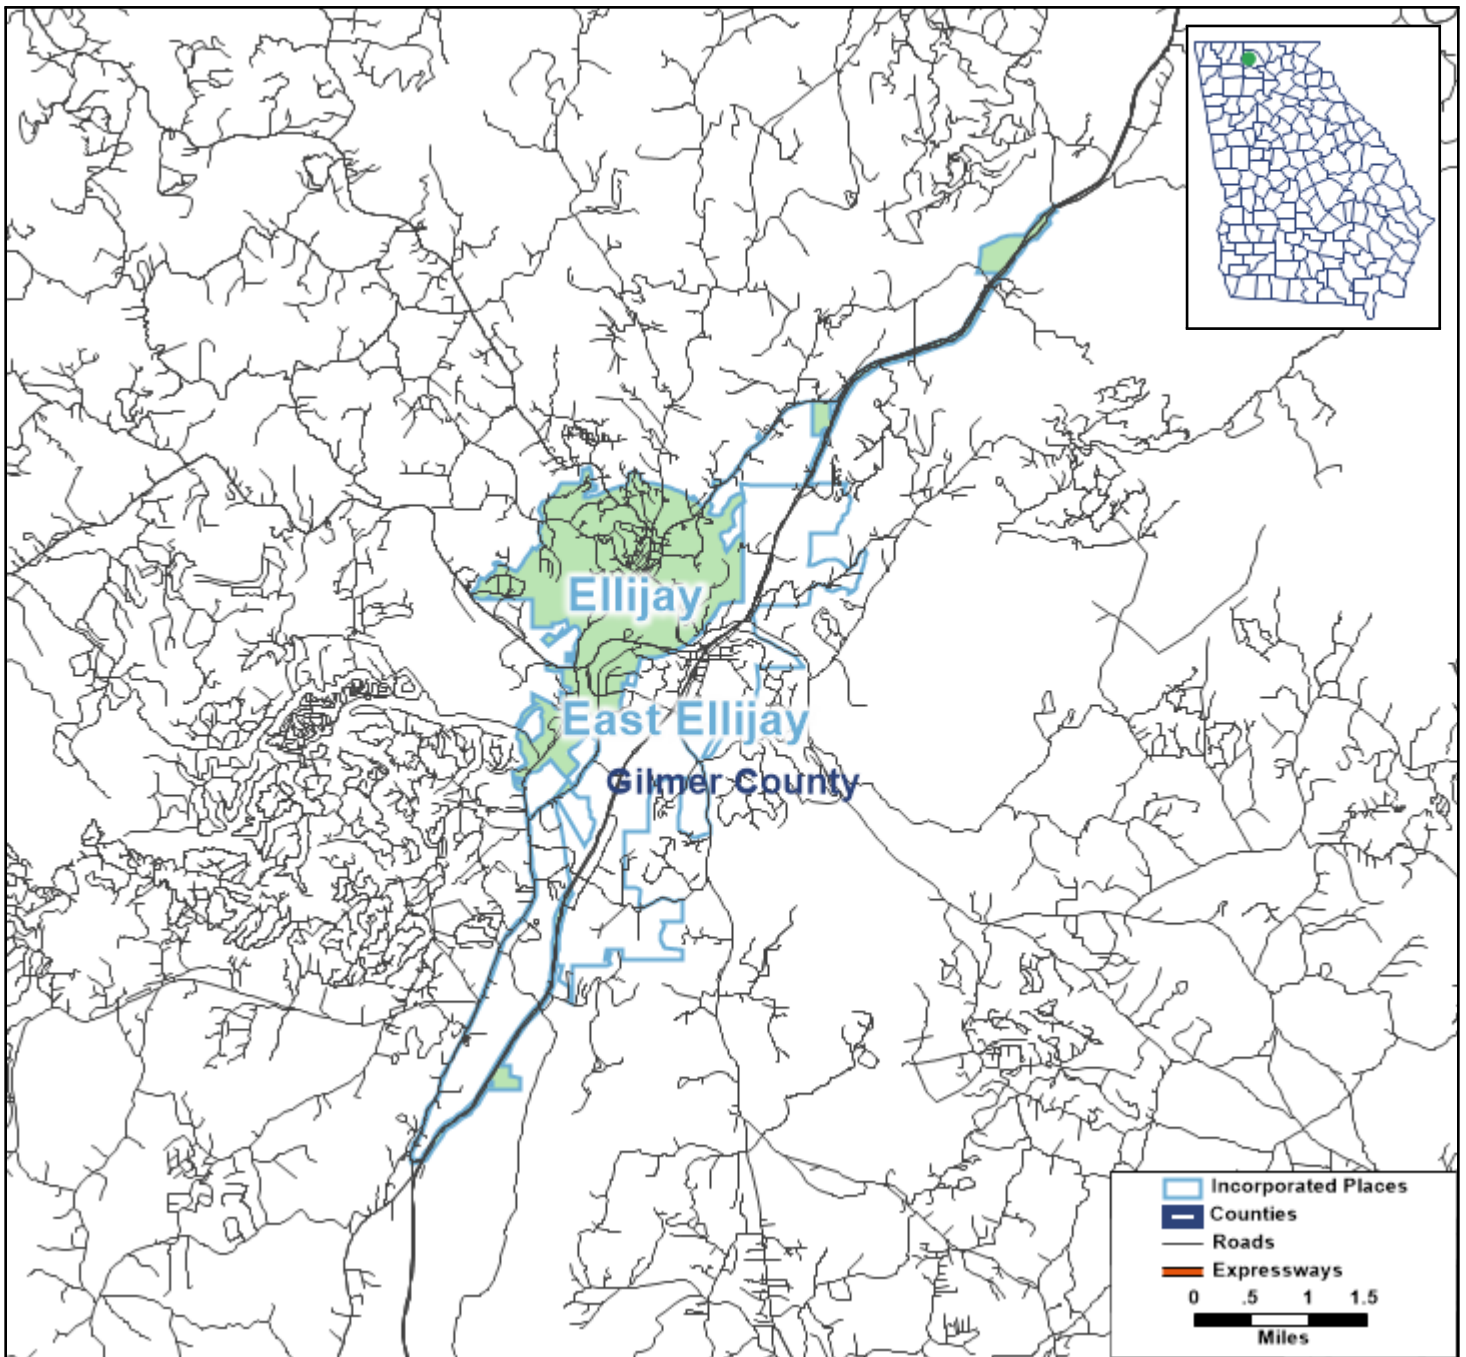 Ellijay
East Ellijay
Gilmer County
Incorporated Places
Counties
Roads
Expressways
0 .5 1 1.5
Miles